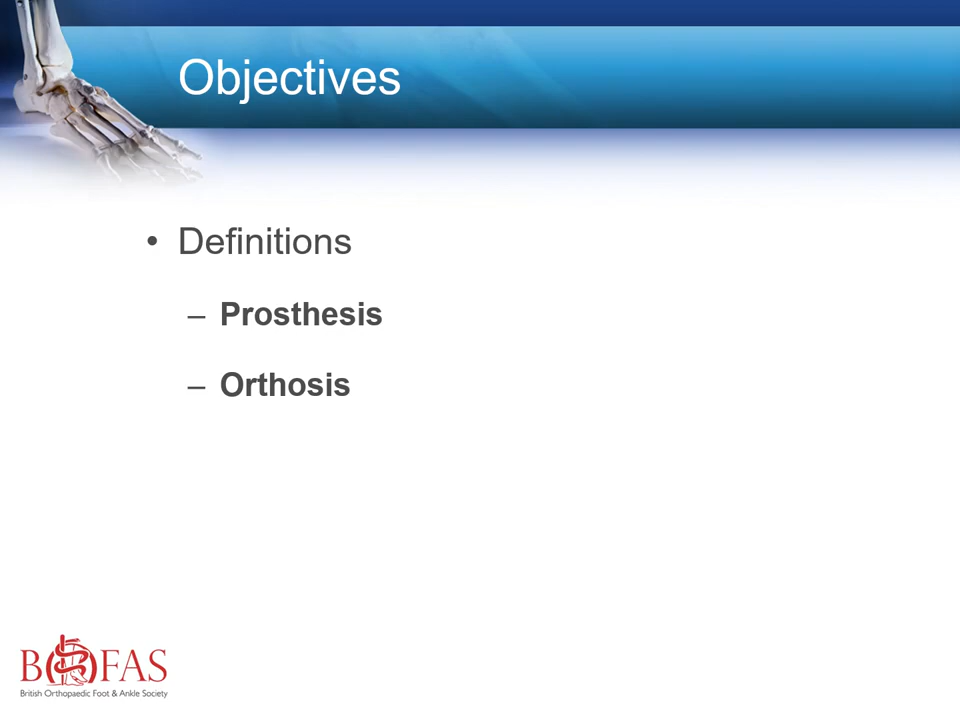 Objectives
• Definitions
– Prosthesis
– Orthosis
BOFAS
British Orthopaedic Foot & Ankle Society